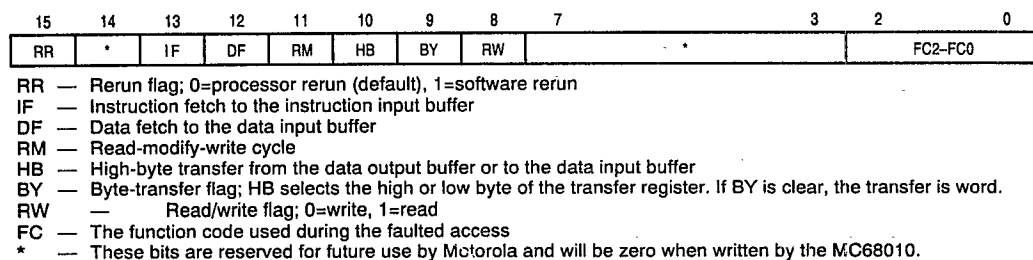 15 14 13 12 11 10 9 8 7 3 2 0
RR * IF DF RM HB BY RW * FC2–FC0
RR — Rerun flag; 0=processor rerun (default), 1=software rerun
IF — Instruction fetch to the instruction input buffer
DF — Data fetch to the data input buffer
RM — Read-modify-write cycle
HB — High-byte transfer from the data output buffer or to the data input buffer
BY — Byte-transfer flag; HB selects the high or low byte of the transfer register. If BY is clear, the transfer is word.
RW — Read/write flag; 0=write, 1=read
FC — The function code used during the faulted access
* — These bits are reserved for future use by Motorola and will be zero when written by the MC68010.